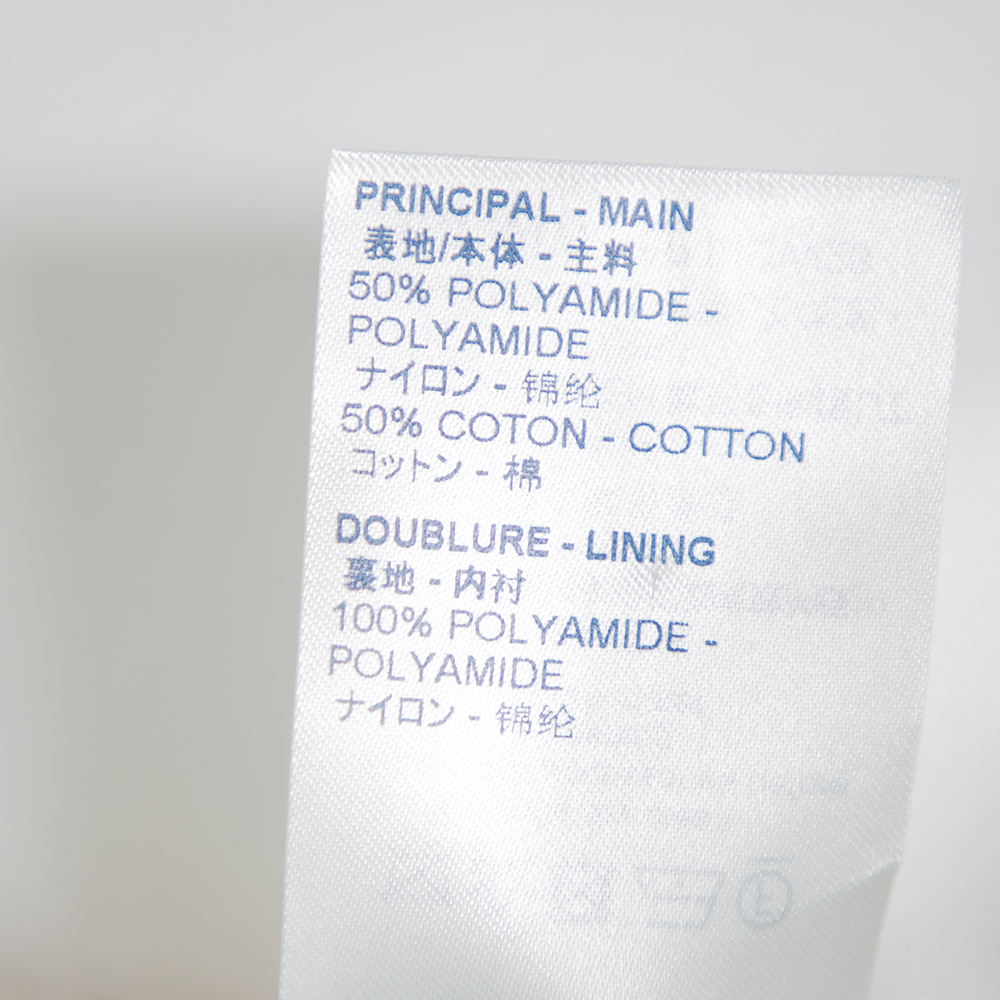 PRINCIPAL - MAIN
表地/本体 - 主料
50% POLYAMIDE -
POLYAMIDE
ナイロン - 锦纶
50% COTON - COTTON
コットン - 棉
DOUBLURE - LINING
裏地 - 内衬
100% POLYAMIDE -
POLYAMIDE
ナイロン - 锦纶